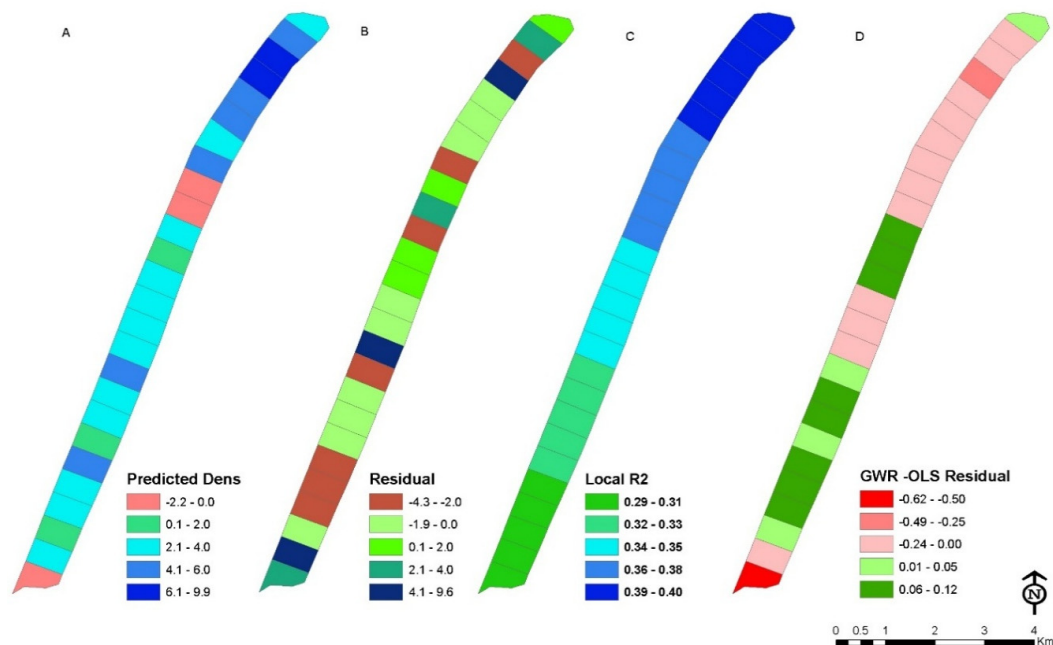 A
B
C
D
Predicted Dens
-2.2 - 0.0
0.1 - 2.0
2.1 - 4.0
4.1 - 6.0
6.1 - 9.9
Residual
-4.3 - -2.0
-1.9 - 0.0
0.1 - 2.0
2.1 - 4.0
4.1 - 9.6
Local R2
0.29 - 0.31
0.32 - 0.33
0.34 - 0.35
0.36 - 0.38
0.39 - 0.40
GWR -OLS Residual
-0.62 - -0.50
-0.49 - -0.25
-0.24 - 0.00
0.01 - 0.05
0.06 - 0.12
N
0 0.5 1 2 3 4
Km